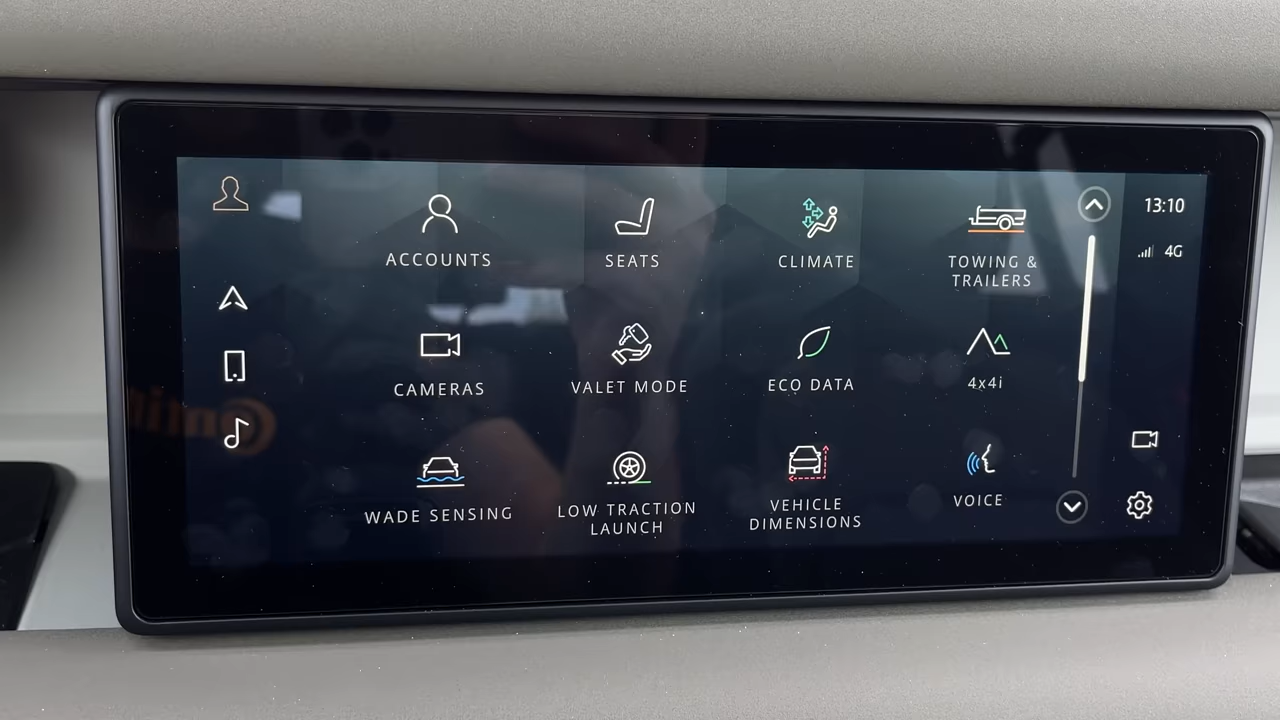 13:10
ACCOUNTS
SEATS
CLIMATE
TOWING &
TRAILERS
4G
CAMERAS
VALET MODE
ECO DATA
4x4i
WADE SENSING
LOW TRACTION
LAUNCH
VEHICLE
DIMENSIONS
VOICE